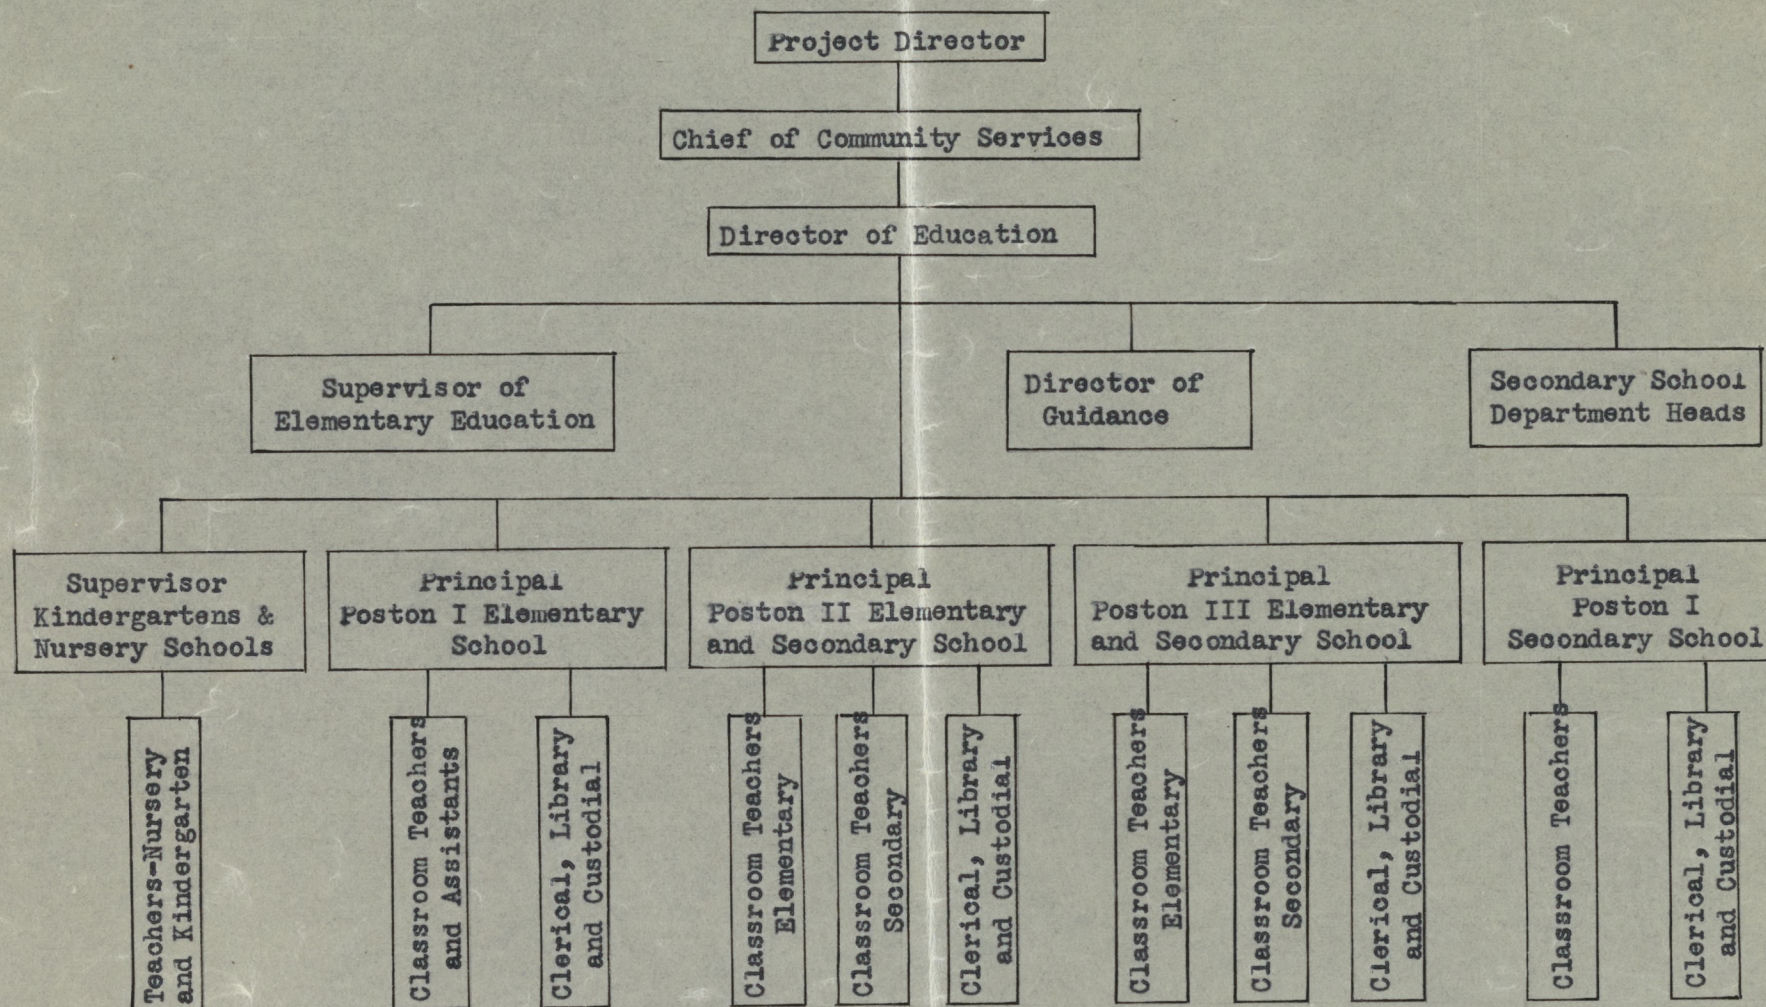 Project Director
Chief of Community Services
Director of Education
Supervisor of
Elementary Education
Director of
Guidance
Secondary School
Department Heads
Supervisor
Kindergartens &
Nursery Schools
Principal
Poston I Elementary
School
Principal
Poston II Elementary
and Secondary School
Principal
Poston III Elementary
and Secondary School
Principal
Poston I
Secondary School
Teachers-Nursery
and Kindergarten
Classroom Teachers
and Assistants
Clerical, Library
and Custodial
Classroom Teachers
Elementary
Classroom Teachers
Secondary
Clerical, Library
and Custodial
Classroom Teachers
Elementary
Classroom Teachers
Secondary
Clerical, Library
and Custodial
Classroom Teachers
Clerical, Library
and Custodial